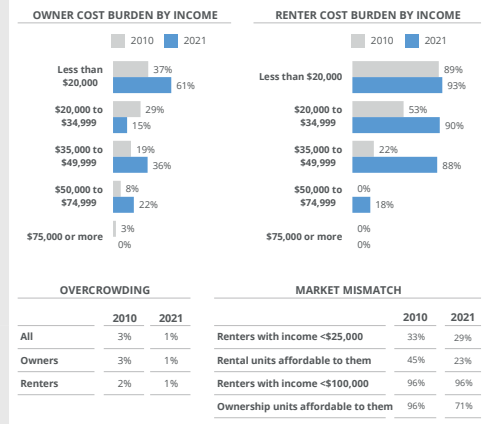 OWNER COST BURDEN BY INCOME
2010 2021
Less than
$20,000
37%
61%
$20,000 to
$34,999
29%
15%
$35,000 to
$49,999
19%
36%
$50,000 to
$74,999
8%
22%
$75,000 or more
3%
0%
RENTER COST BURDEN BY INCOME
2010 2021
Less than $20,000
89%
93%
$20,000 to
$34,999
53%
90%
$35,000 to
$49,999
22%
88%
$50,000 to
$74,999
0%
18%
$75,000 or more
0%
0%
OVERCROWDING
2010 2021
All 3% 1%
Owners 3% 1%
Renters 2% 1%
MARKET MISMATCH
2010 2021
Renters with income <$25,000 33% 29%
Rental units affordable to them 45% 23%
Renters with income <$100,000 96% 96%
Ownership units affordable to them 96% 71%